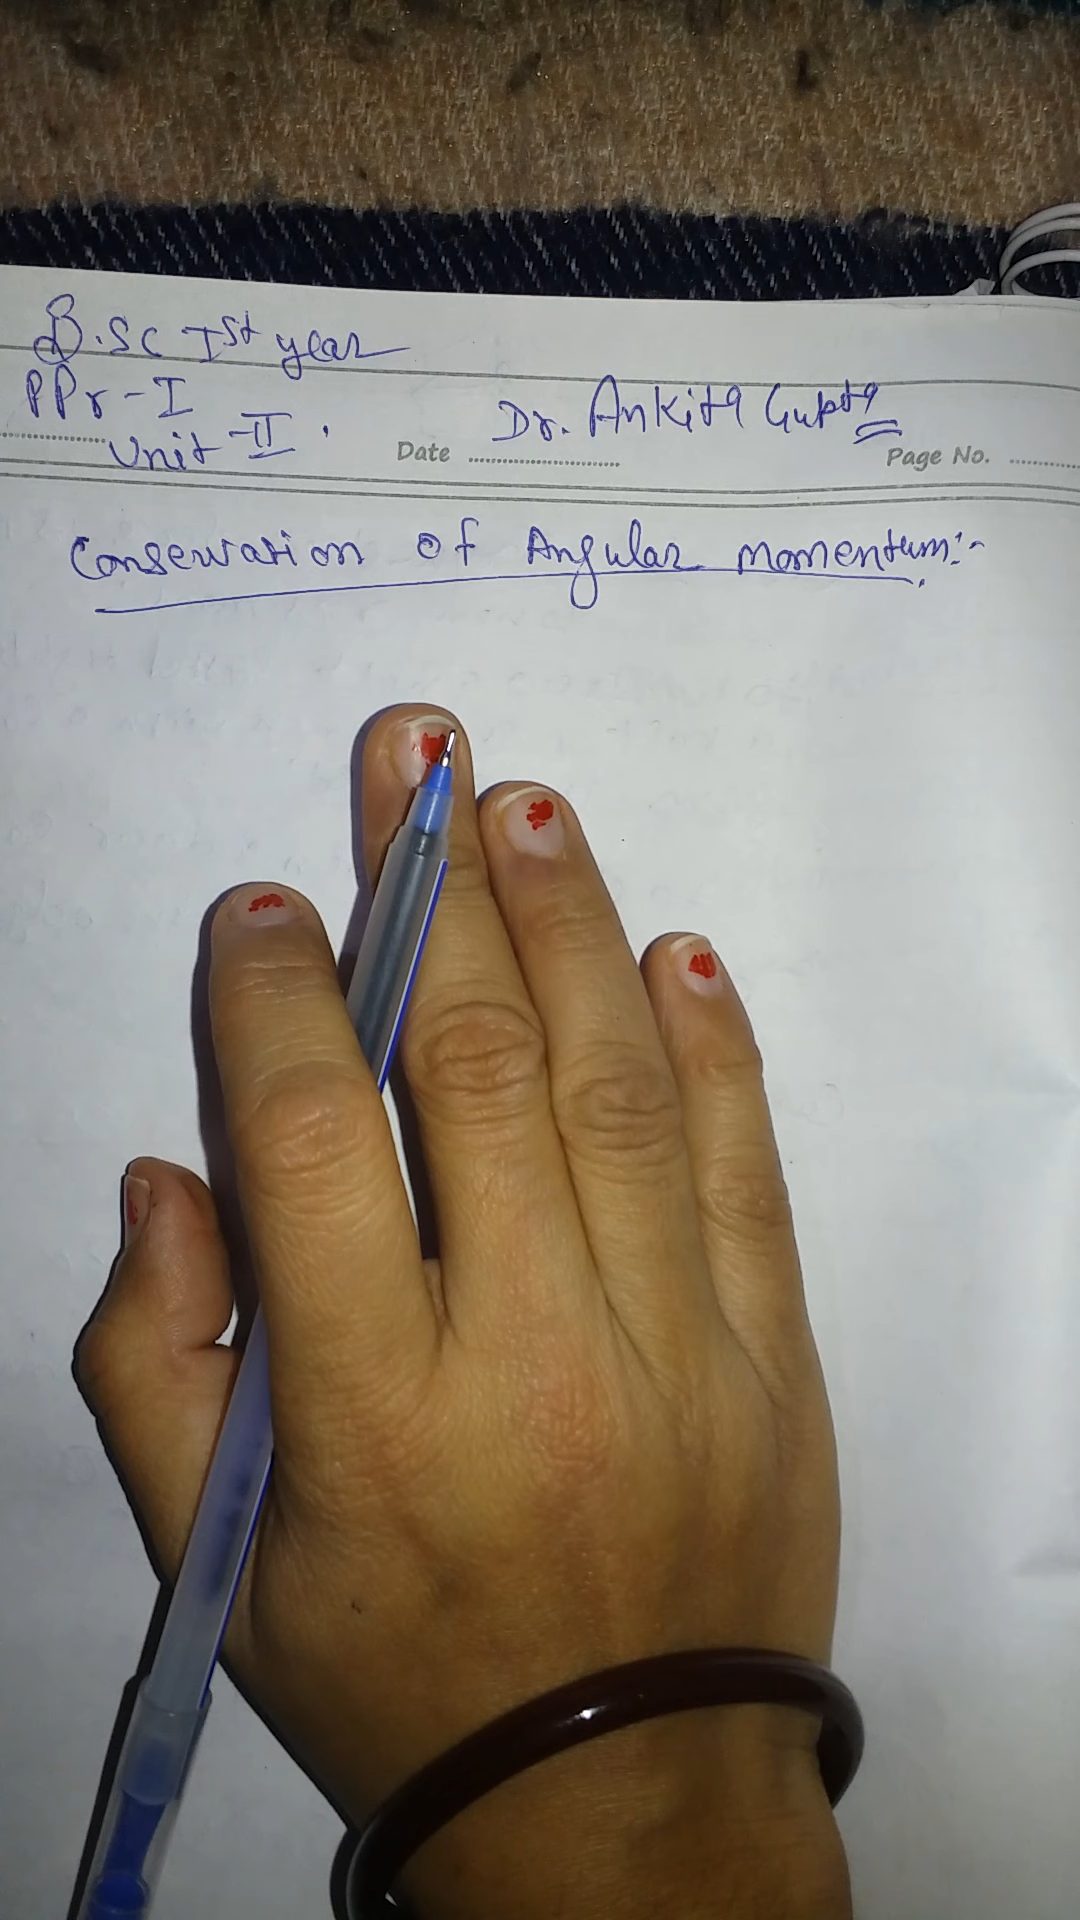 B.Sc Ist year
PPr-I
Unit-II.
Dr. Ankita Gupta
Date
Page No.
Conservation of Angular momentum:-